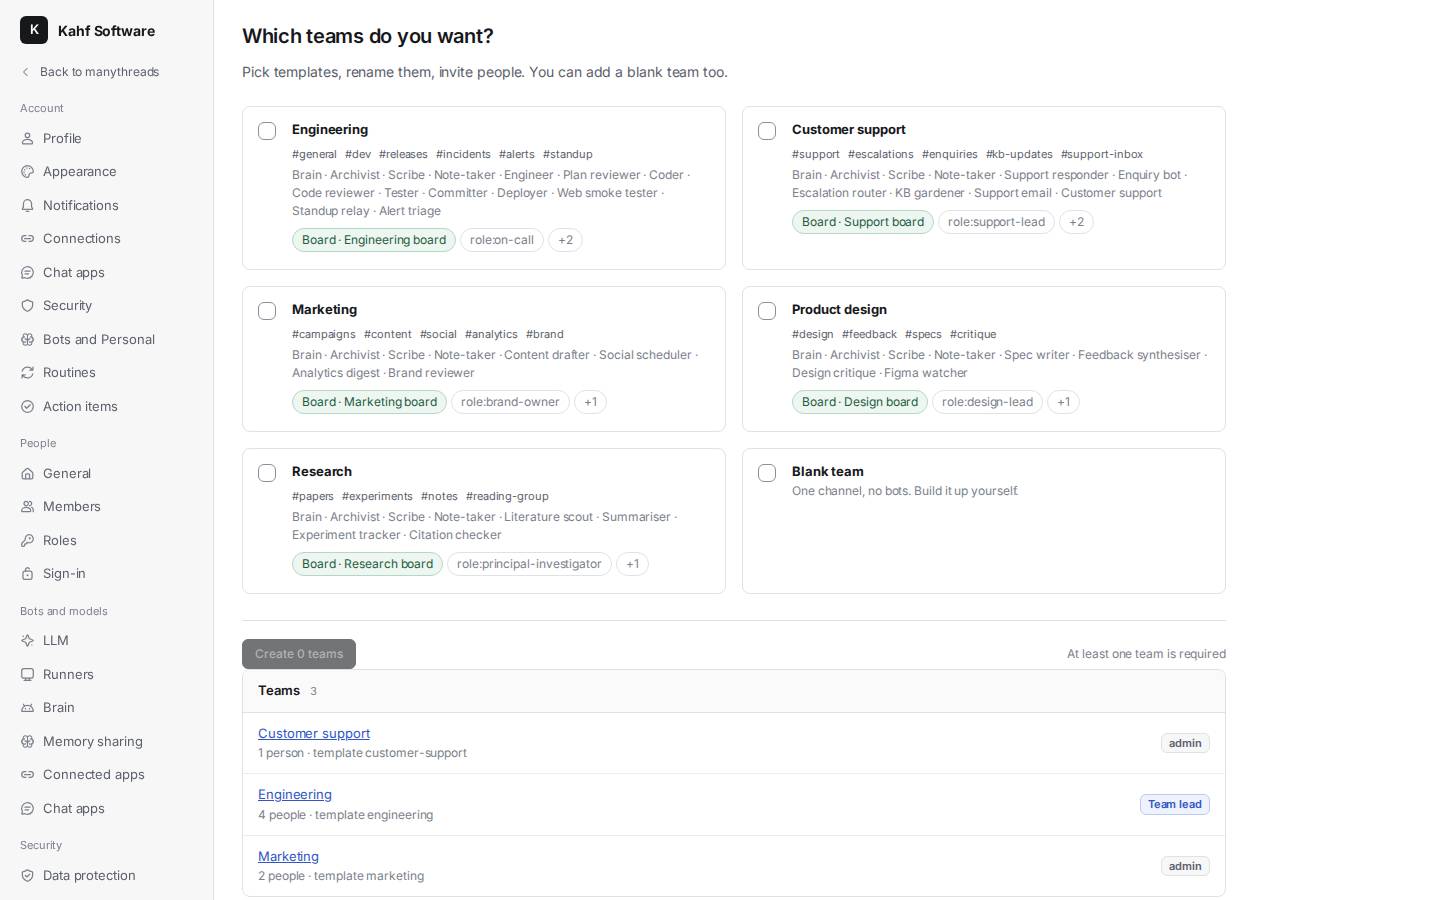 K Kahf Software
Back to manythreads
Account
Profile
Appearance
Notifications
Connections
Chat apps
Security
Bots and Personal
Routines
Action items
People
General
Members
Roles
Sign-in
Bots and models
LLM
Runners
Brain
Memory sharing
Connected apps
Chat apps
Security
Data protection
Which teams do you want?
Pick templates, rename them, invite people. You can add a blank team too.
Engineering
#general #dev #releases #incidents #alerts #standup
Brain · Archivist · Scribe · Note-taker · Engineer · Plan reviewer · Coder ·
Code reviewer · Tester · Committer · Deployer · Web smoke tester ·
Standup relay · Alert triage
Board · Engineering board role:on-call +2
Customer support
#support #escalations #enquiries #kb-updates #support-inbox
Brain · Archivist · Scribe · Note-taker · Support responder · Enquiry bot ·
Escalation router · KB gardener · Support email · Customer support
Board · Support board role:support-lead +2
Marketing
#campaigns #content #social #analytics #brand
Brain · Archivist · Scribe · Note-taker · Content drafter · Social scheduler ·
Analytics digest · Brand reviewer
Board · Marketing board role:brand-owner +1
Product design
#design #feedback #specs #critique
Brain · Archivist · Scribe · Note-taker · Spec writer · Feedback synthesiser ·
Design critique · Figma watcher
Board · Design board role:design-lead +1
Research
#papers #experiments #notes #reading-group
Brain · Archivist · Scribe · Note-taker · Literature scout · Summariser ·
Experiment tracker · Citation checker
Board · Research board role:principal-investigator +1
Blank team
One channel, no bots. Build it up yourself.
Create 0 teams
At least one team is required
Teams 3
Customer support
1 person · template customer-support
admin
Engineering
4 people · template engineering
Team lead
Marketing
2 people · template marketing
admin